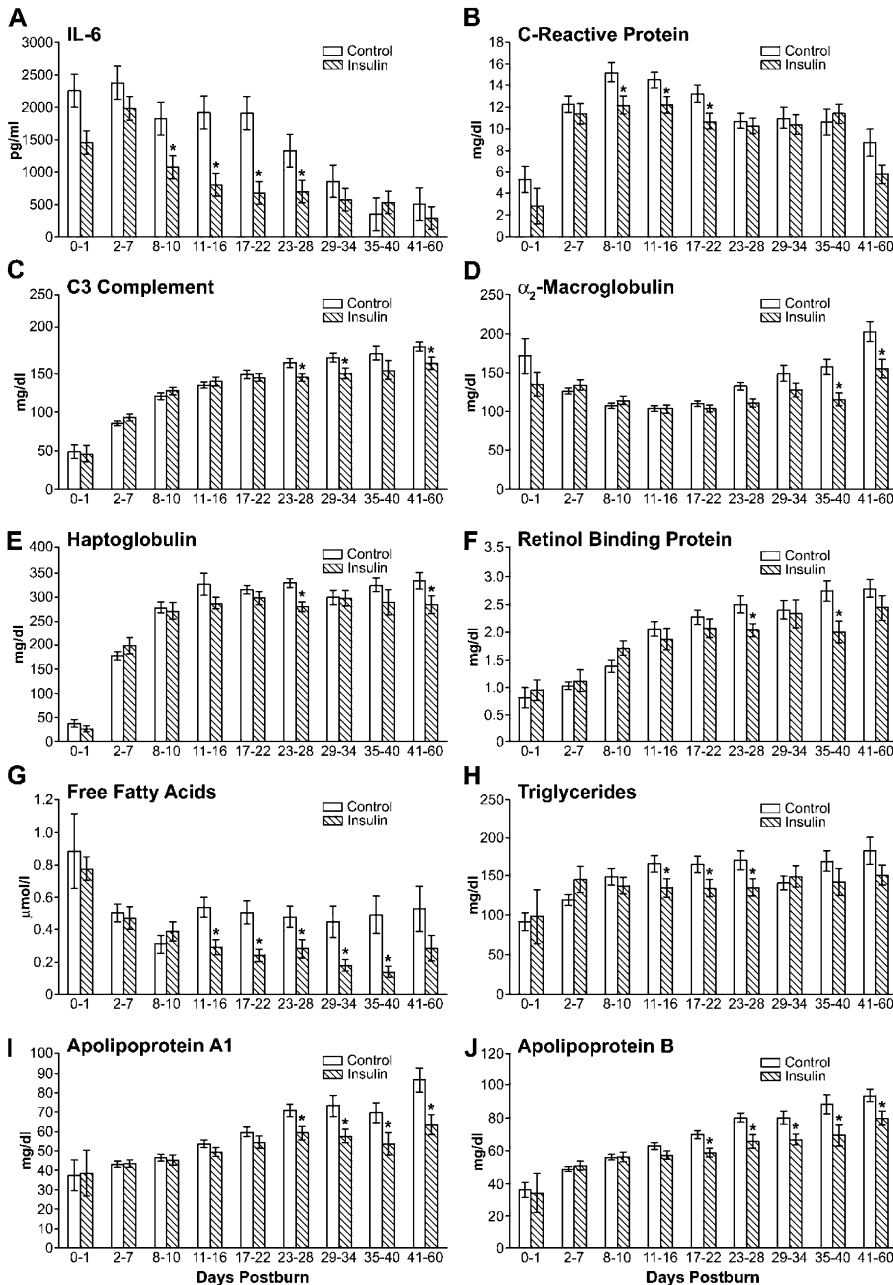 A
IL-6
Control
Insulin
3000
2500
2000
1500
1000
500
0
pg/ml
* * * *
0-1 2-7 8-10 11-16 17-22 23-28 29-34 35-40 41-60
B
C-Reactive Protein
Control
Insulin
18
16
14
12
10
8
6
4
2
0
mg/dl
* * *
0-1 2-7 8-10 11-16 17-22 23-28 29-34 35-40 41-60
C
C3 Complement
Control
Insulin
250
200
150
100
50
0
mg/dl
* * *
0-1 2-7 8-10 11-16 17-22 23-28 29-34 35-40 41-60
D
α2-Macroglobulin
Control
Insulin
250
200
150
100
50
0
mg/dl
* *
0-1 2-7 8-10 11-16 17-22 23-28 29-34 35-40 41-60
E
Haptoglobulin
Control
Insulin
400
350
300
250
200
150
100
50
0
mg/dl
* *
0-1 2-7 8-10 11-16 17-22 23-28 29-34 35-40 41-60
F
Retinol Binding Protein
Control
Insulin
3.5
3.0
2.5
2.0
1.5
1.0
0.5
0
mg/dl
* *
0-1 2-7 8-10 11-16 17-22 23-28 29-34 35-40 41-60
G
Free Fatty Acids
Control
Insulin
1.2
1.0
0.8
0.6
0.4
0.2
0
μmol/l
* * * * *
0-1 2-7 8-10 11-16 17-22 23-28 29-34 35-40 41-60
H
Triglycerides
Control
Insulin
250
200
150
100
50
0
mg/dl
* * *
0-1 2-7 8-10 11-16 17-22 23-28 29-34 35-40 41-60
I
Apolipoprotein A1
Control
Insulin
100
90
80
70
60
50
40
30
20
10
0
mg/dl
* * * *
0-1 2-7 8-10 11-16 17-22 23-28 29-34 35-40 41-60
Days Postburn
J
Apolipoprotein B
Control
Insulin
120
100
80
60
40
20
0
mg/dl
* * * * *
0-1 2-7 8-10 11-16 17-22 23-28 29-34 35-40 41-60
Days Postburn